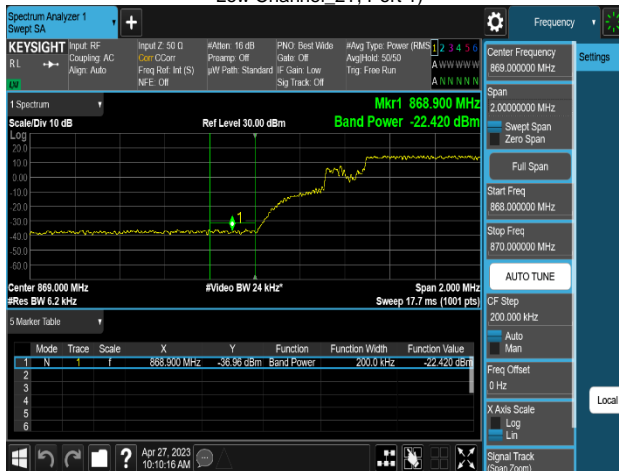 Low Channel_21, Port 1)
Spectrum Analyzer 1
Swept SA
Frequency
KEYSIGHT
RL
Input: RF
Coupling: AC
Align: Auto
Input Z: 50 Ω
Corr CCorr
Freq Ref: Int (S)
NFE: Off
#Atten: 16 dB
Preamp: Off
µW Path: Standard
PNO: Best Wide
Gate: Off
IF Gain: Low
Sig Track: Off
#Avg Type: Power (RMS
Avg|Hold: 50/50
Trig: Free Run
1 2 3 4 5 6
A W W W W W
A N N N N N
1 Spectrum
Scale/Div 10 dB
Ref Level 30.00 dBm
Mkr1 868.900 MHz
Band Power -22.420 dBm
Log
20.0
10.0
0.00
-10.0
-20.0
-30.0
-40.0
-50.0
-60.0
1
Center 869.000 MHz
#Video BW 24 kHz*
Span 2.000 MHz
#Res BW 6.2 kHz
Sweep 17.7 ms (1001 pts)
5 Marker Table
Mode Trace Scale X Y Function Function Width Function Value
1 N 1 f 868.900 MHz -36.96 dBm Band Power 200.0 kHz -22.420 dBm
2
3
4
5
6
Apr 27, 2023
10:10:16 AM
Center Frequency
869.000000 MHz
Settings
Span
2.00000000 MHz
Swept Span
Zero Span
Full Span
Start Freq
868.000000 MHz
Stop Freq
870.000000 MHz
AUTO TUNE
CF Step
200.000 kHz
Auto
Man
Freq Offset
0 Hz
X Axis Scale
Log
Lin
Local
Signal Track
(Span Zoom)